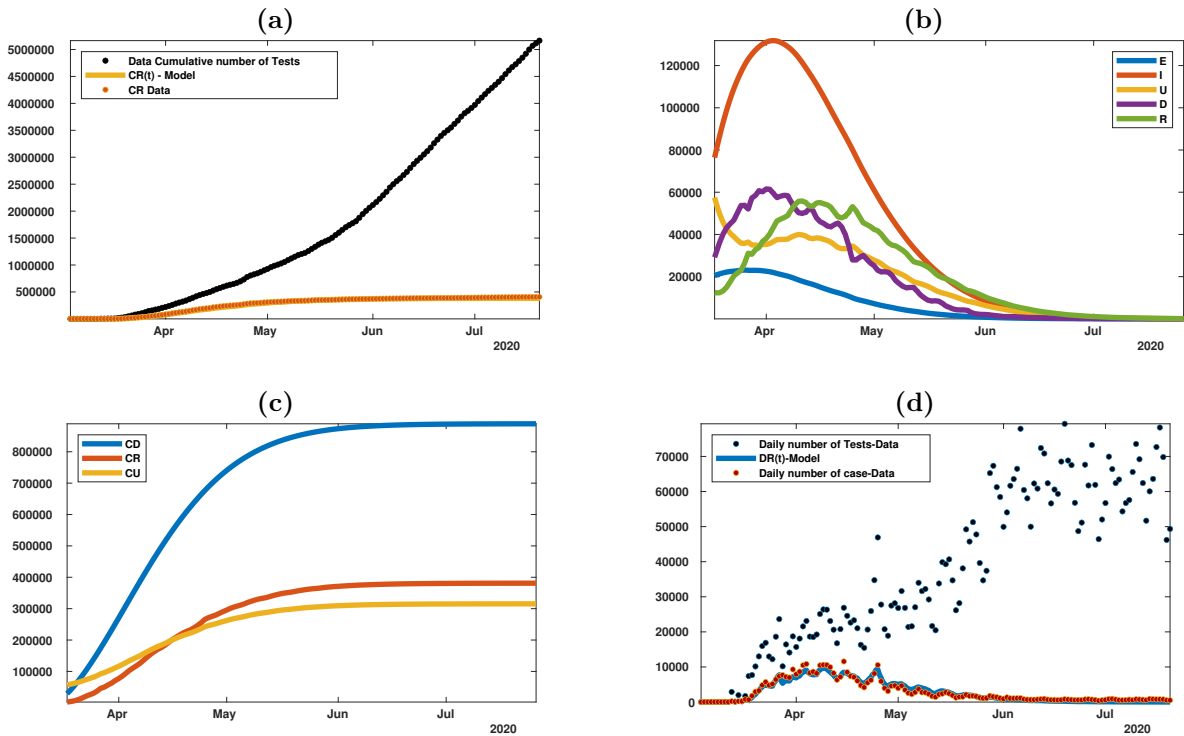 (a)
5000000
4500000
4000000
3500000
3000000
2500000
2000000
1500000
1000000
500000
Data Cumulative number of Tests
CR(t) - Model
CR Data
Apr
May
Jun
Jul
2020
(b)
120000
100000
80000
60000
40000
20000
E
I
U
D
R
Apr
May
Jun
Jul
2020
(c)
800000
700000
600000
500000
400000
300000
200000
100000
CD
CR
CU
Apr
May
Jun
Jul
2020
(d)
70000
60000
50000
40000
30000
20000
10000
0
Daily number of Tests-Data
DR(t)-Model
Daily number of case-Data
Apr
May
Jun
Jul
2020